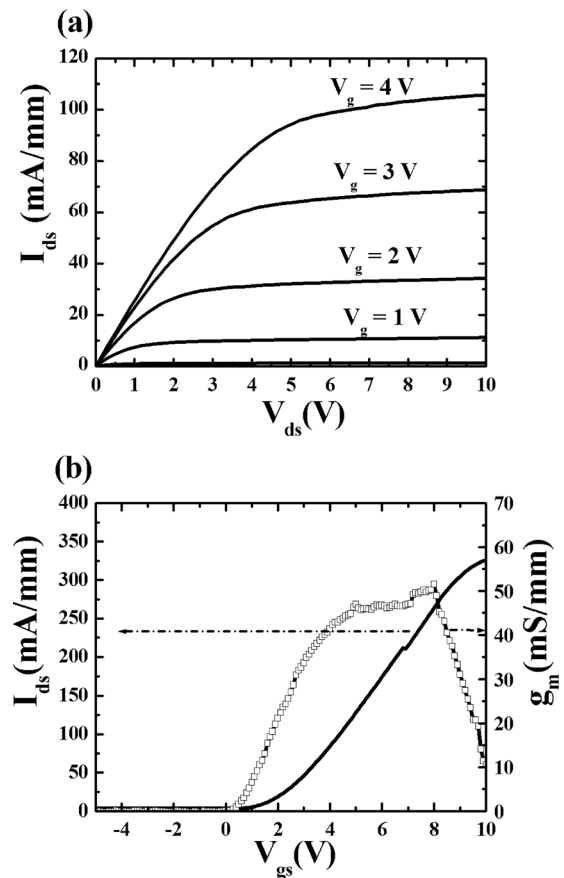 (a)
120
100
80
60
40
20
0
I_ds (mA/mm)
V_g = 4 V
V_g = 3 V
V_g = 2 V
V_g = 1 V
0 1 2 3 4 5 6 7 8 9 10
V_ds(V)
(b)
400
350
300
250
200
150
100
50
0
I_ds(mA/mm)
70
60
50
40
30
20
10
0
g_m (mS/mm)
-4 -2 0 2 4 6 8 10
V_gs(V)